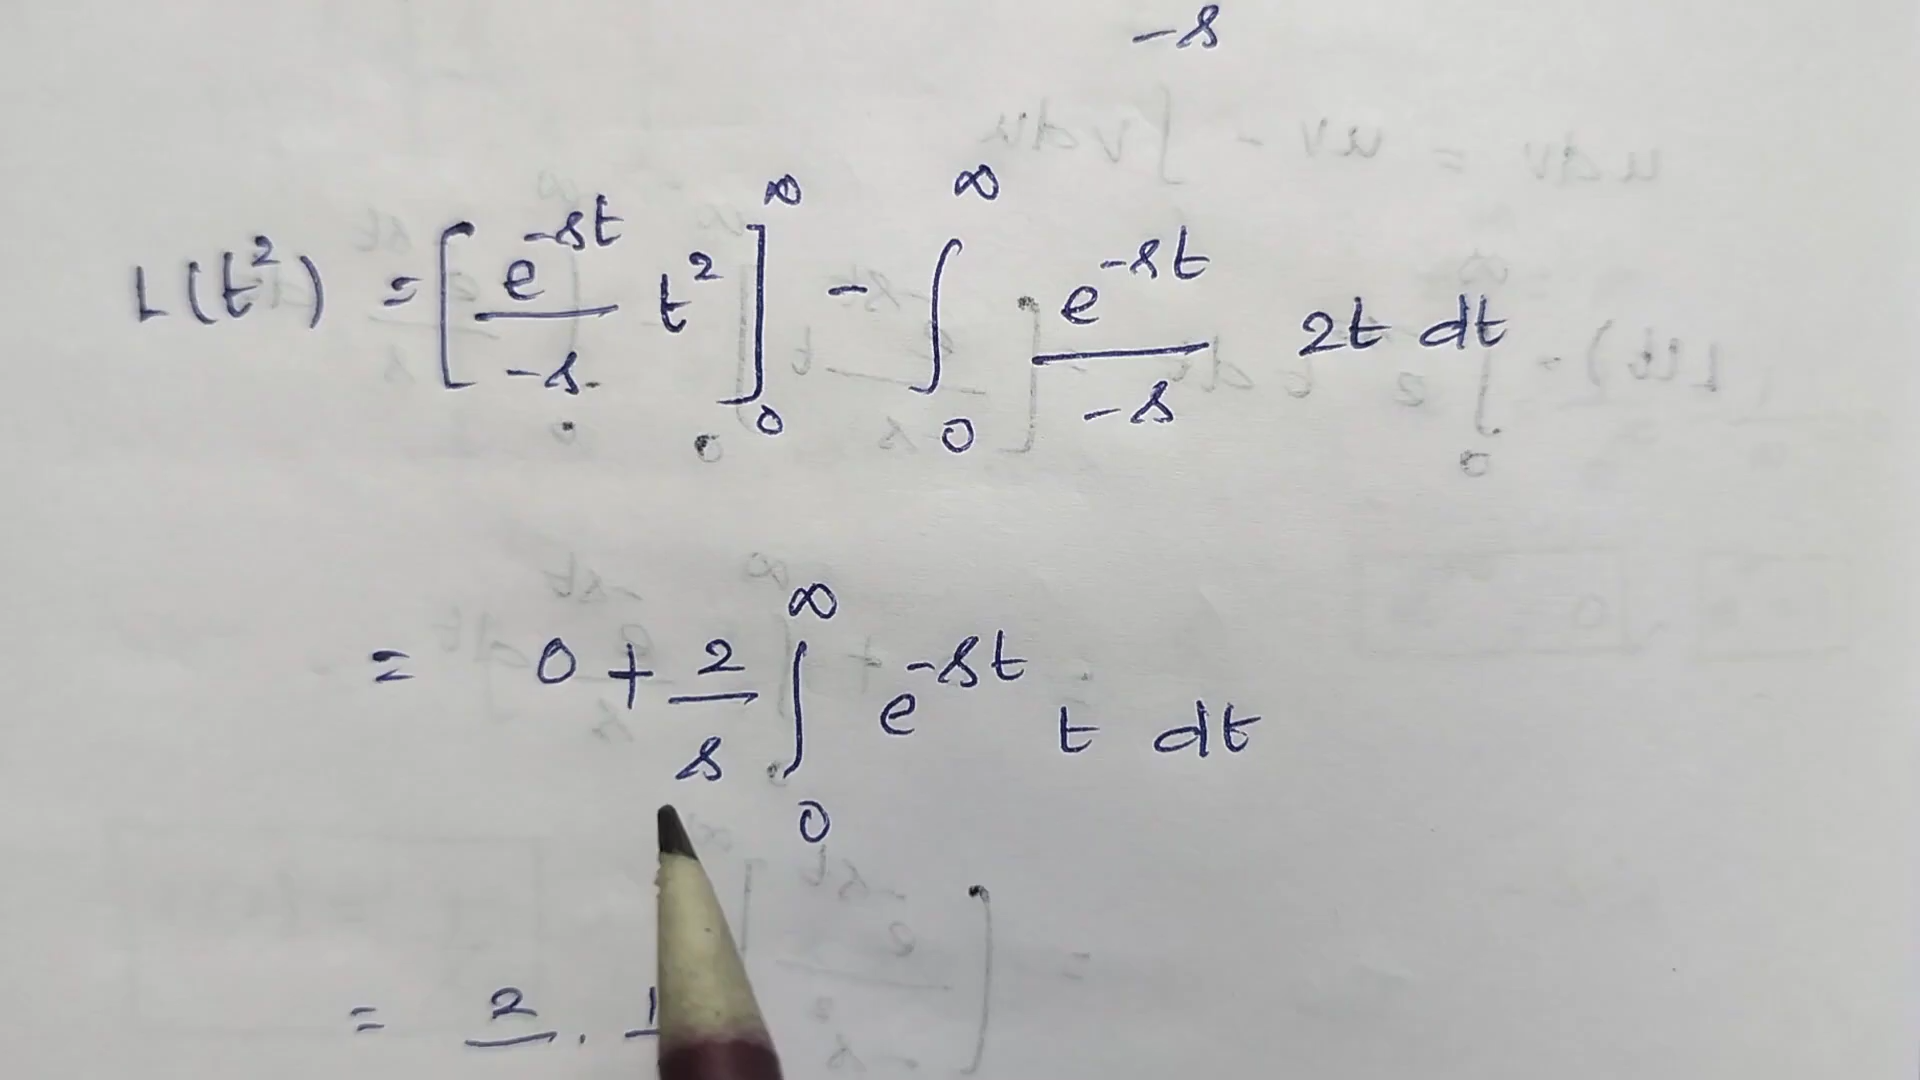 -s
L(t²) = [e^{-st}/-s t²]₀^∞ - ∫₀^∞ e^{-st}/-s 2t dt
= 0 + 2/s ∫₀^∞ e^{-st} t dt
= 2 . 1